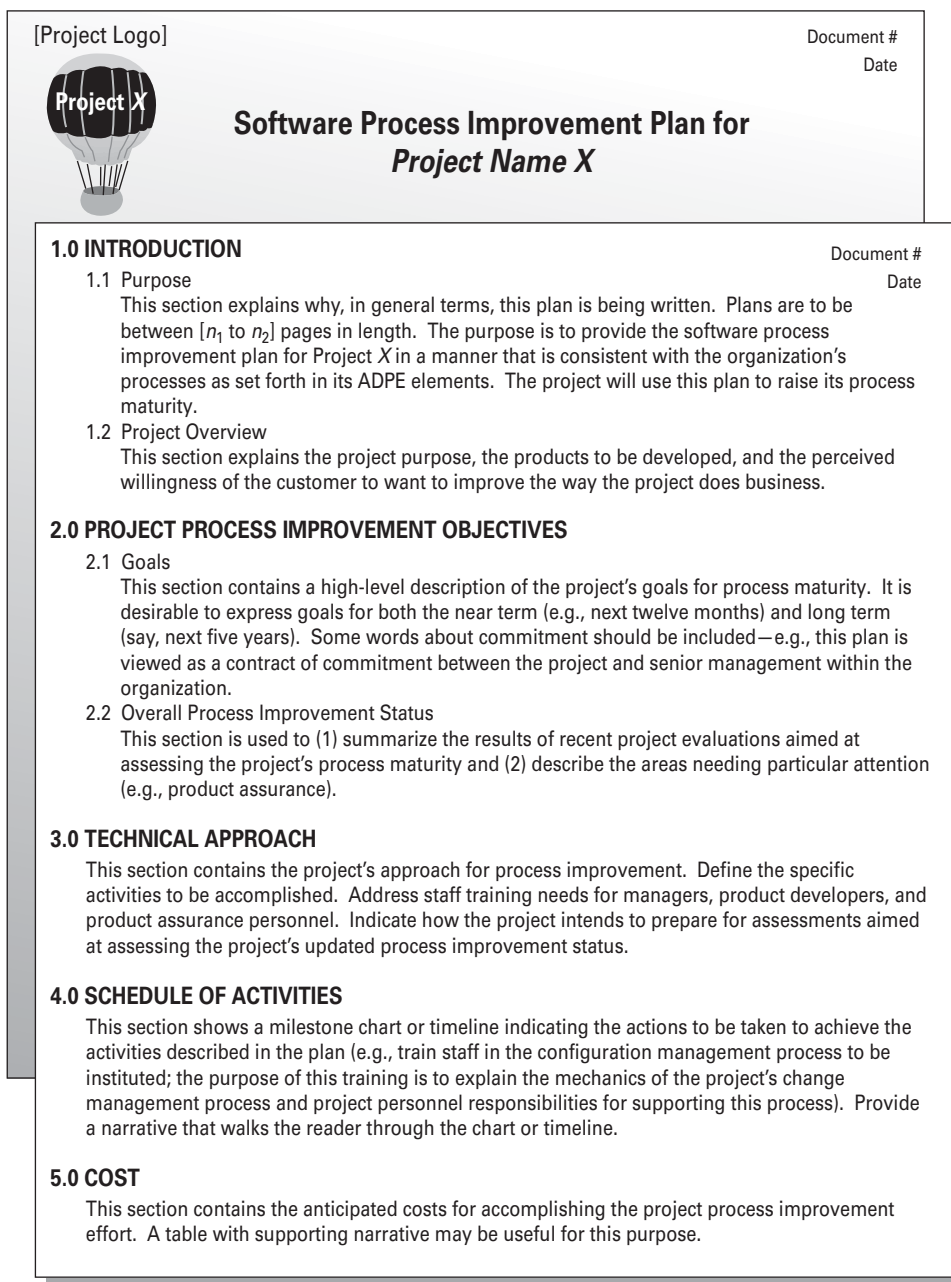 [Project Logo]
Document #
Date
Project X
Software Process Improvement Plan for
Project Name X
1.0 INTRODUCTION
Document #
Date
1.1 Purpose
This section explains why, in general terms, this plan is being written. Plans are to be
between [n1 to n2] pages in length. The purpose is to provide the software process
improvement plan for Project X in a manner that is consistent with the organization's
processes as set forth in its ADPE elements. The project will use this plan to raise its process
maturity.
1.2 Project Overview
This section explains the project purpose, the products to be developed, and the perceived
willingness of the customer to want to improve the way the project does business.
2.0 PROJECT PROCESS IMPROVEMENT OBJECTIVES
2.1 Goals
This section contains a high-level description of the project's goals for process maturity. It is
desirable to express goals for both the near term (e.g., next twelve months) and long term
(say, next five years). Some words about commitment should be included—e.g., this plan is
viewed as a contract of commitment between the project and senior management within the
organization.
2.2 Overall Process Improvement Status
This section is used to (1) summarize the results of recent project evaluations aimed at
assessing the project's process maturity and (2) describe the areas needing particular attention
(e.g., product assurance).
3.0 TECHNICAL APPROACH
This section contains the project's approach for process improvement. Define the specific
activities to be accomplished. Address staff training needs for managers, product developers, and
product assurance personnel. Indicate how the project intends to prepare for assessments aimed
at assessing the project's updated process improvement status.
4.0 SCHEDULE OF ACTIVITIES
This section shows a milestone chart or timeline indicating the actions to be taken to achieve the
activities described in the plan (e.g., train staff in the configuration management process to be
instituted; the purpose of this training is to explain the mechanics of the project's change
management process and project personnel responsibilities for supporting this process). Provide
a narrative that walks the reader through the chart or timeline.
5.0 COST
This section contains the anticipated costs for accomplishing the project process improvement
effort. A table with supporting narrative may be useful for this purpose.